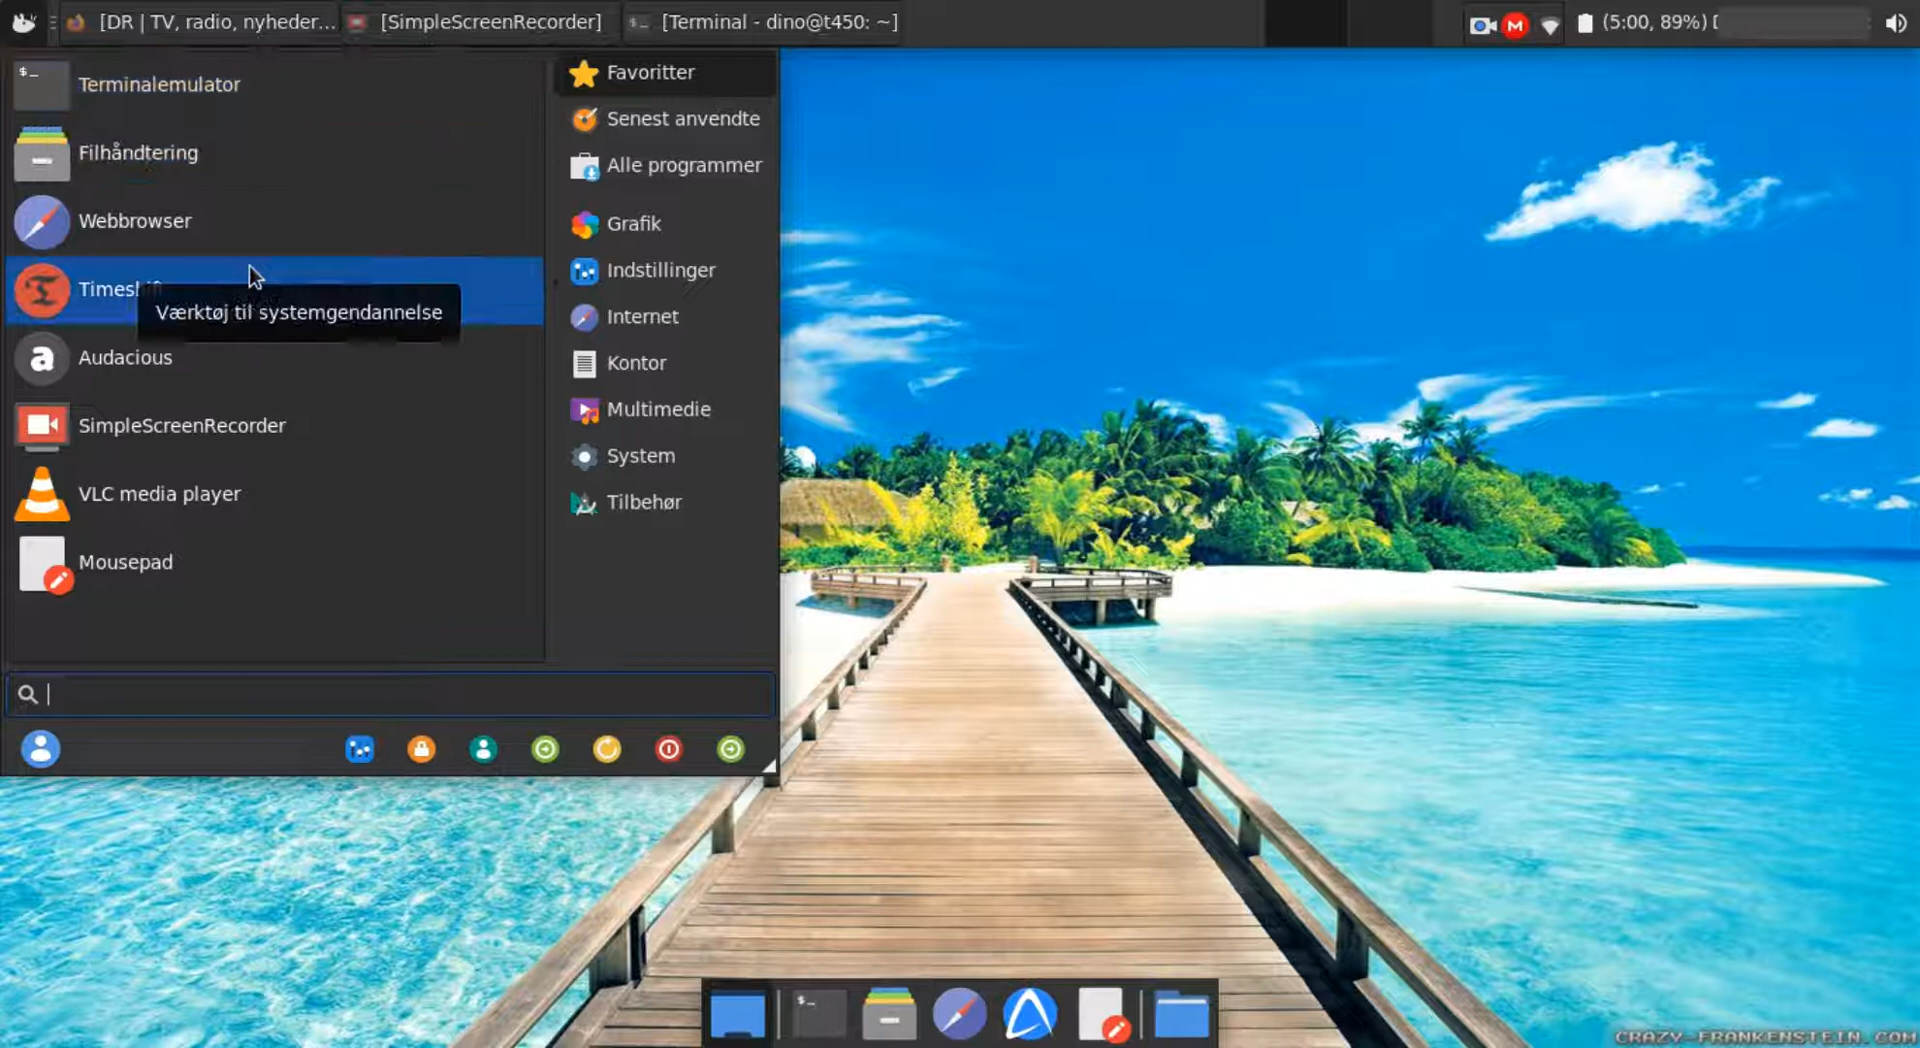 [DR | TV, radio, nyheder...
[SimpleScreenRecorder]
[Terminal - dino@t450: ~]
(5:00, 89%)
Terminalemulator
Filhåndtering
Webbrowser
Værktøj til systemgendannelse
Audacious
SimpleScreenRecorder
VLC media player
Mousepad
Favoritter
Senest anvendte
Alle programmer
Grafik
Indstillinger
Internet
Kontor
Multimedie
System
Tilbehør
CRAZY-FRANKENSTEIN.COM